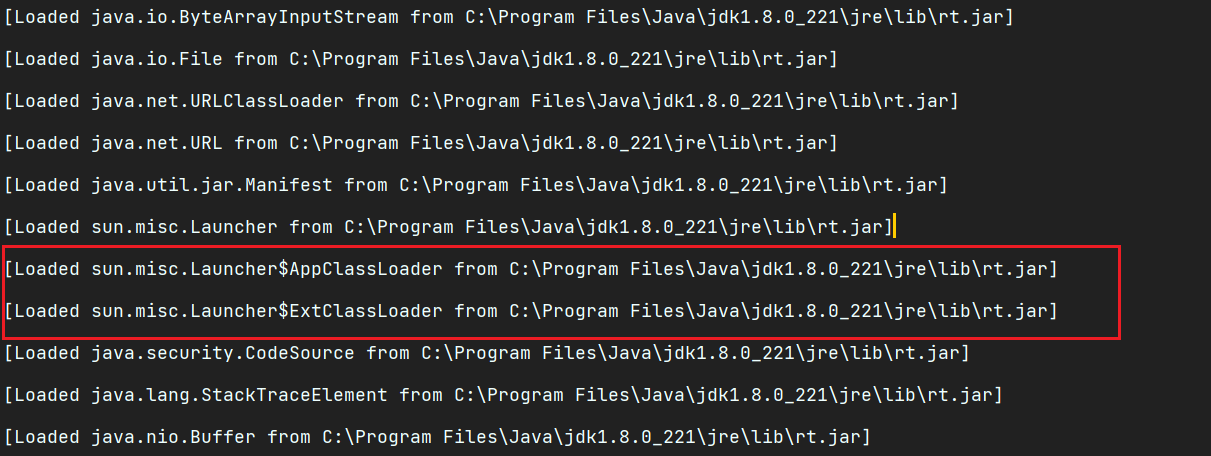 [Loaded java.io.ByteArrayInputStream from C:\Program Files\Java\jdk1.8.0_221\jre\lib\rt.jar]
[Loaded java.io.File from C:\Program Files\Java\jdk1.8.0_221\jre\lib\rt.jar]
[Loaded java.net.URLClassLoader from C:\Program Files\Java\jdk1.8.0_221\jre\lib\rt.jar]
[Loaded java.net.URL from C:\Program Files\Java\jdk1.8.0_221\jre\lib\rt.jar]
[Loaded java.util.jar.Manifest from C:\Program Files\Java\jdk1.8.0_221\jre\lib\rt.jar]
[Loaded sun.misc.Launcher from C:\Program Files\Java\jdk1.8.0_221\jre\lib\rt.jar]
[Loaded sun.misc.Launcher$AppClassLoader from C:\Program Files\Java\jdk1.8.0_221\jre\lib\rt.jar]
[Loaded sun.misc.Launcher$ExtClassLoader from C:\Program Files\Java\jdk1.8.0_221\jre\lib\rt.jar]
[Loaded java.security.CodeSource from C:\Program Files\Java\jdk1.8.0_221\jre\lib\rt.jar]
[Loaded java.lang.StackTraceElement from C:\Program Files\Java\jdk1.8.0_221\jre\lib\rt.jar]
[Loaded java.nio.Buffer from C:\Program Files\Java\jdk1.8.0_221\jre\lib\rt.jar]